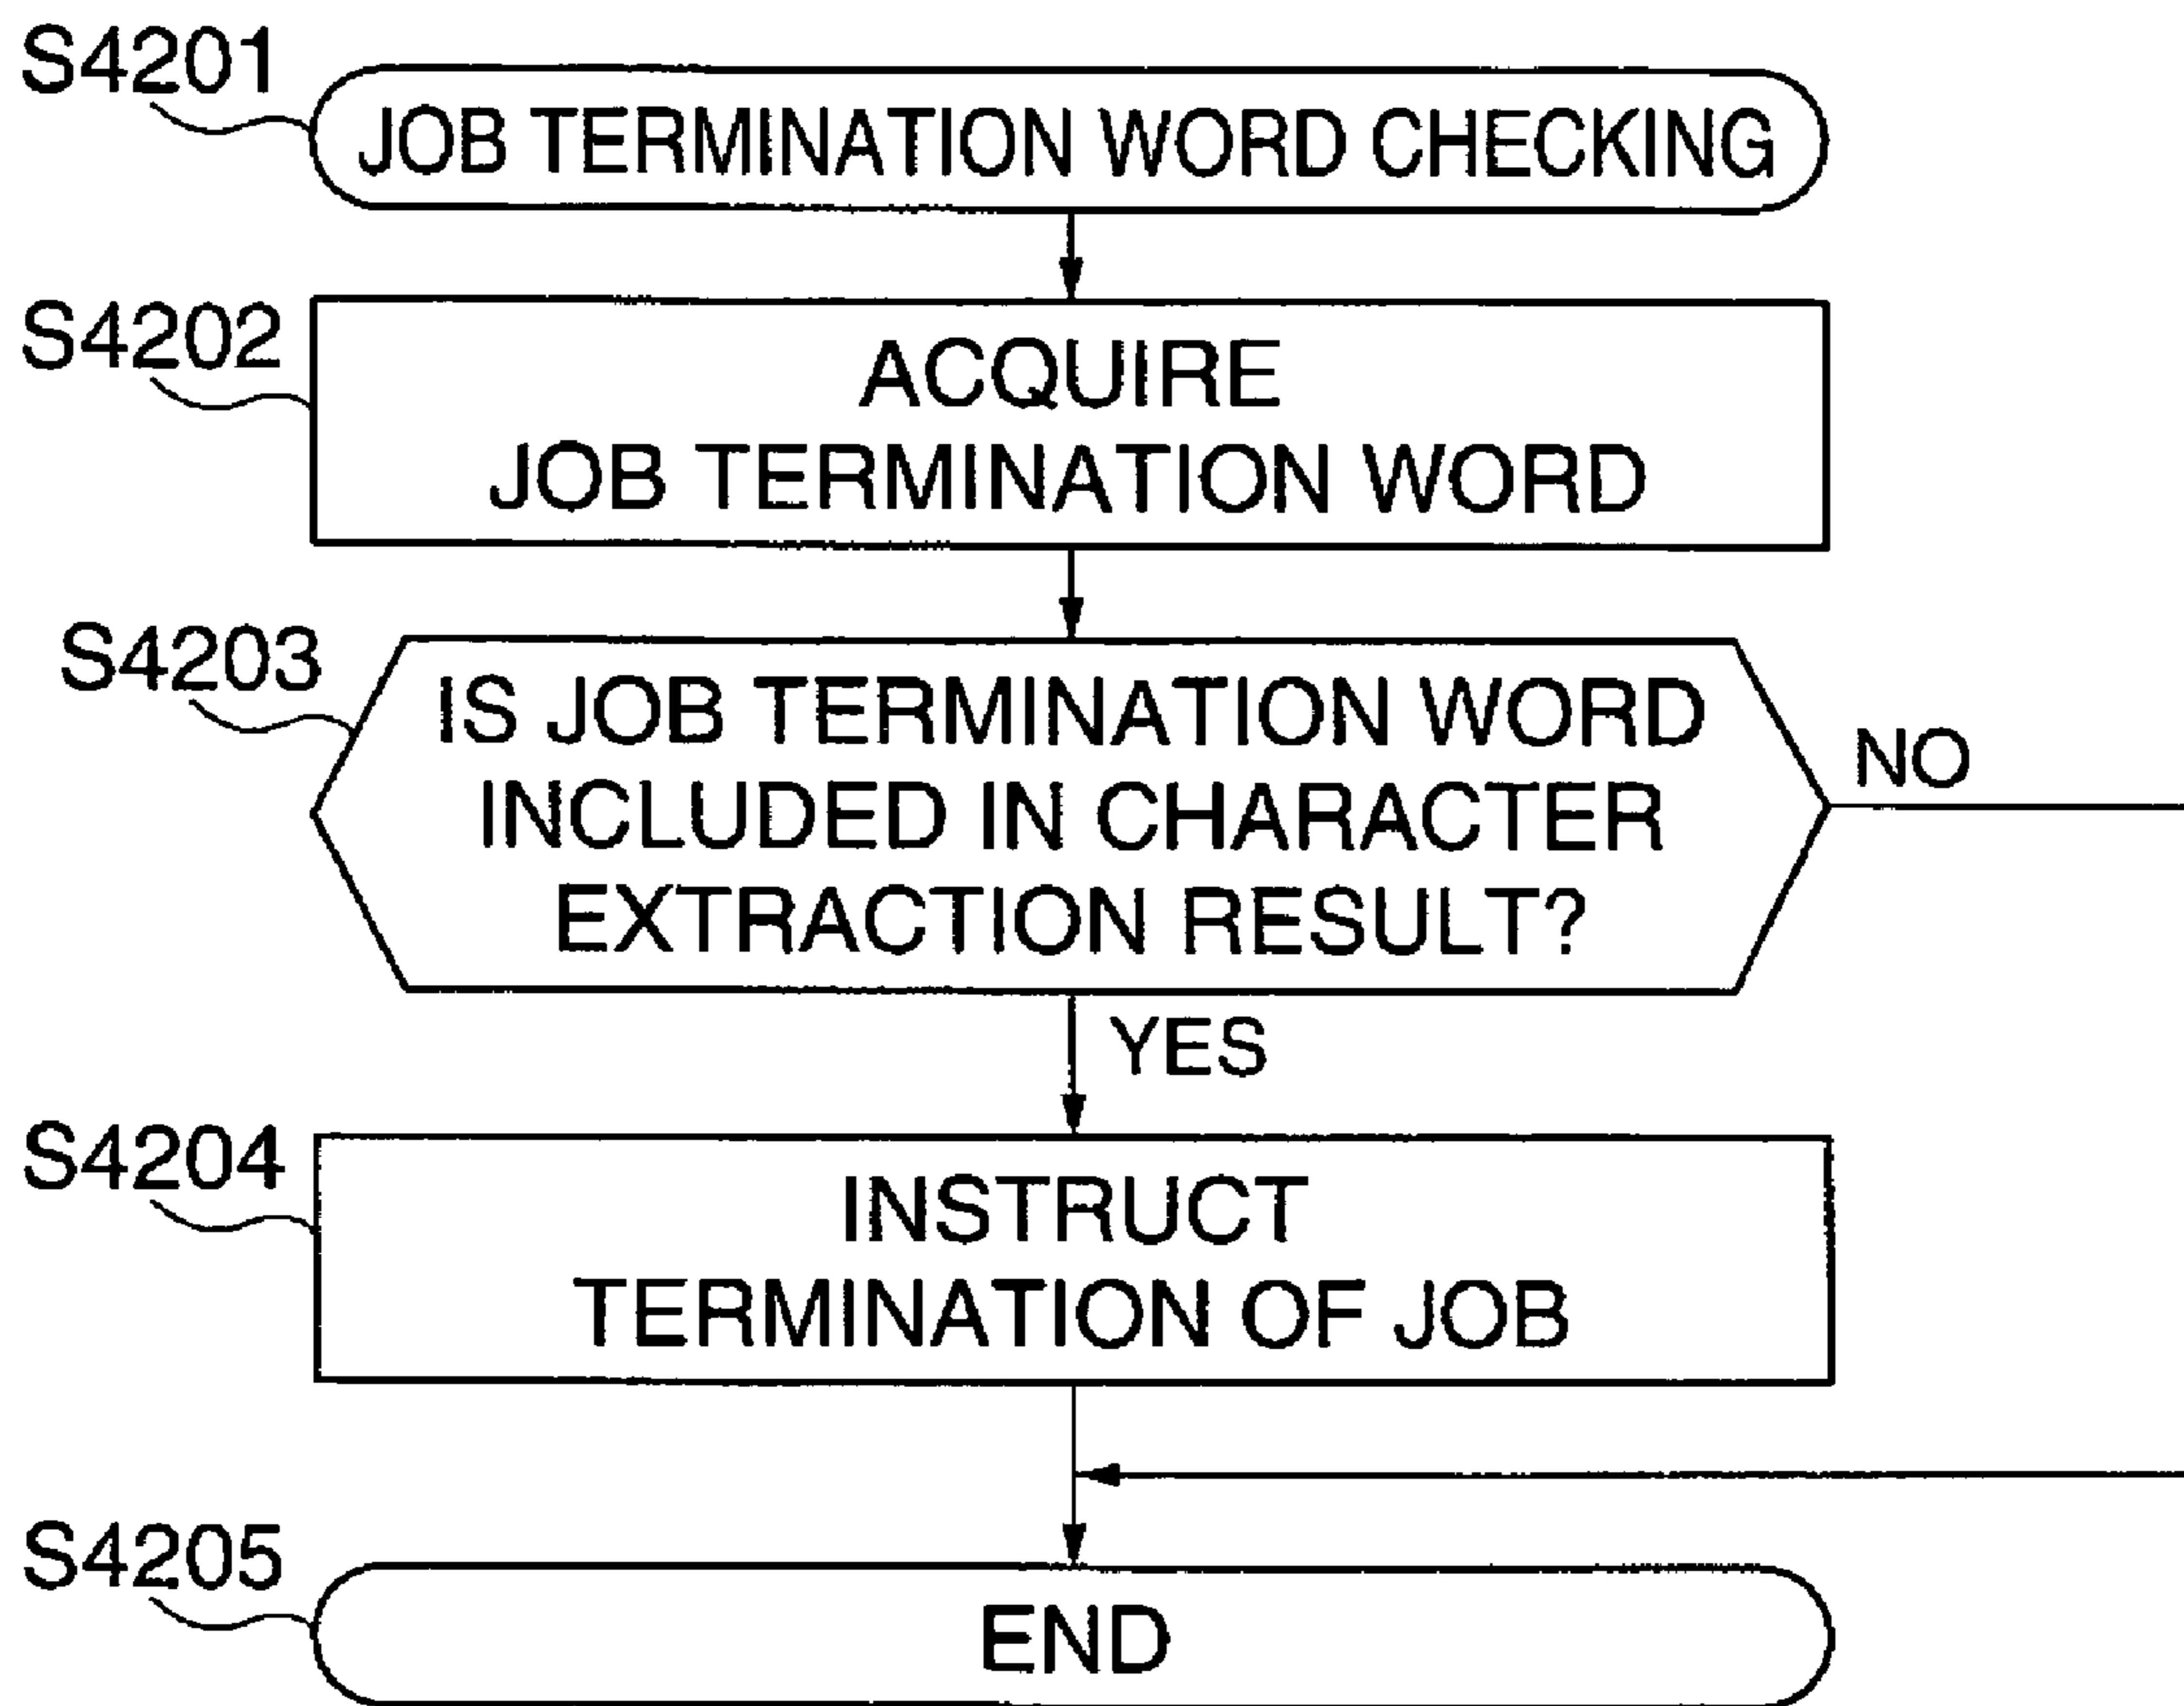 S4201
JOB TERMINATION WORD CHECKING
S4202
ACQUIRE
JOB TERMINATION WORD
S4203
IS JOB TERMINATION WORD
INCLUDED IN CHARACTER
EXTRACTION RESULT?
NO
YES
S4204
INSTRUCT
TERMINATION OF JOB
S4205
END